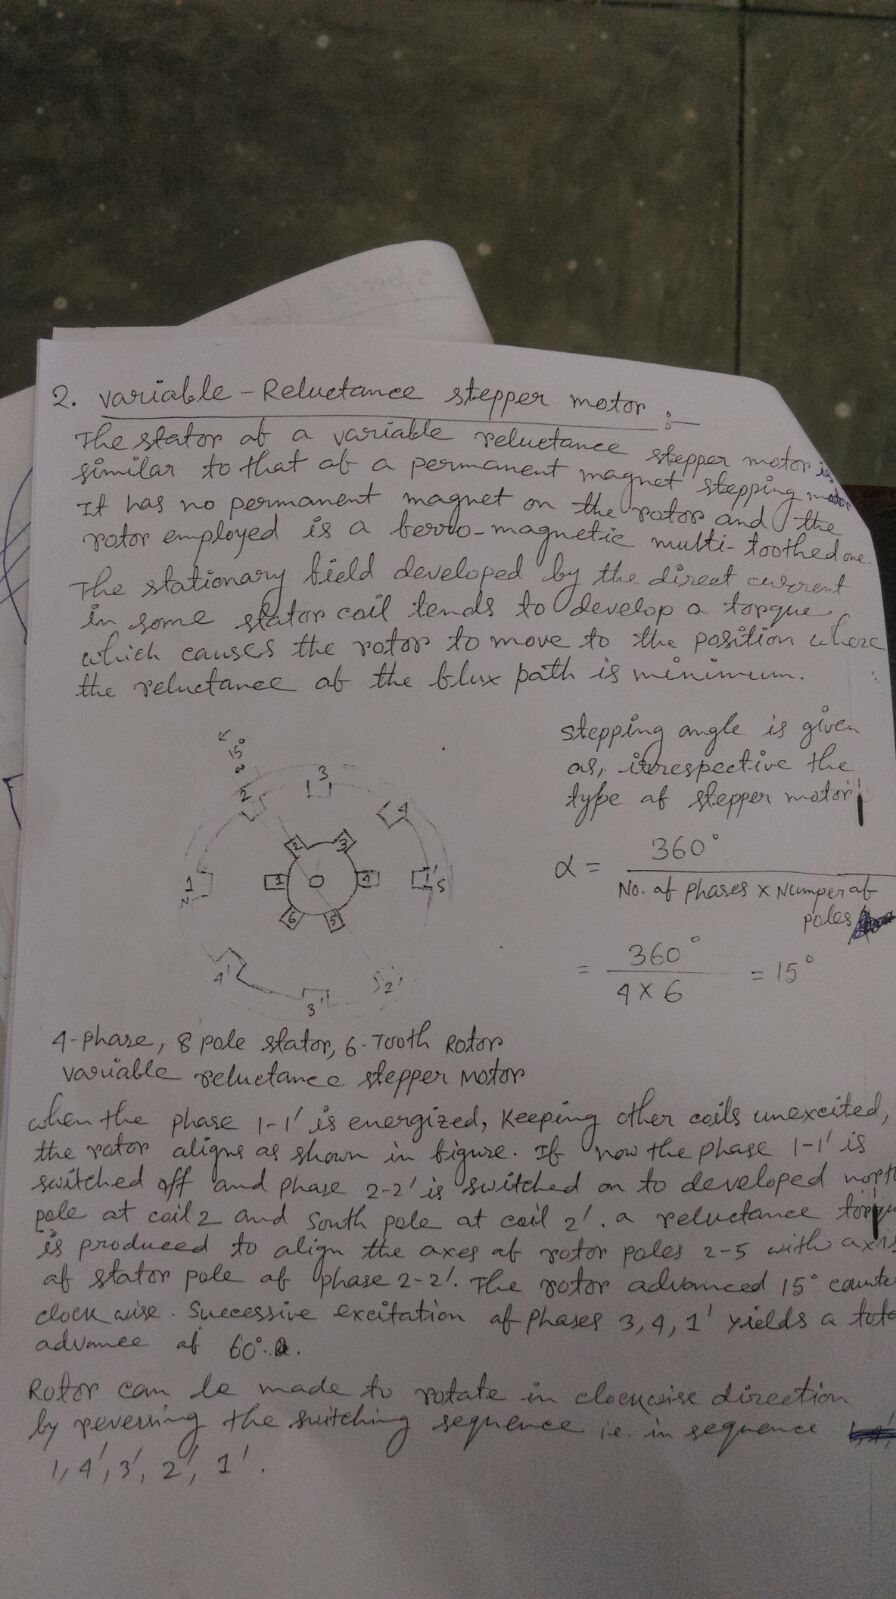 2. Variable - Reluctance stepper motor :-
The stator of a variable reluctance stepper motor is
similar to that of a permanent magnet stepping motor
It has no permanent magnet on the rotor and the
rotor employed is a ferro-magnetic multi-toothed one.
The stationary field developed by the direct current
in some stator coil tends to develop a torque
which causes the rotor to move to the position where
the reluctance of the flux path is minimum.
stepping angle is given
as, irrespective the
type of stepper motor
α = 360° / No. of phases × Numper of poles
= 360° / 4 × 6 = 15°
15°
2
3
4
1
N
1'
S
2
3
1
4
6
5
4'
3'
2'
4-phase, 8 pole stator, 6-Tooth Rotor
variable reluctance stepper Motor
when the phase 1-1' is energized, keeping other coils unexcited,
the rotor aligns as shown in figure. If now the phase 1-1' is
switched off and phase 2-2' is switched on to developed north
pole at coil 2 and South pole at coil 2'. a reluctance torque
is produced to align the axes of rotor poles 2-5 with axis
of stator pole of phase 2-2'. The rotor advanced 15° counte
clock wise. Successive excitation of phases 3, 4, 1' yields a tota
advance of 60°.
Rotor can be made to rotate in clockwise direction
by reversing the switching sequence i.e. in sequence
1, 4', 3', 2', 1'.